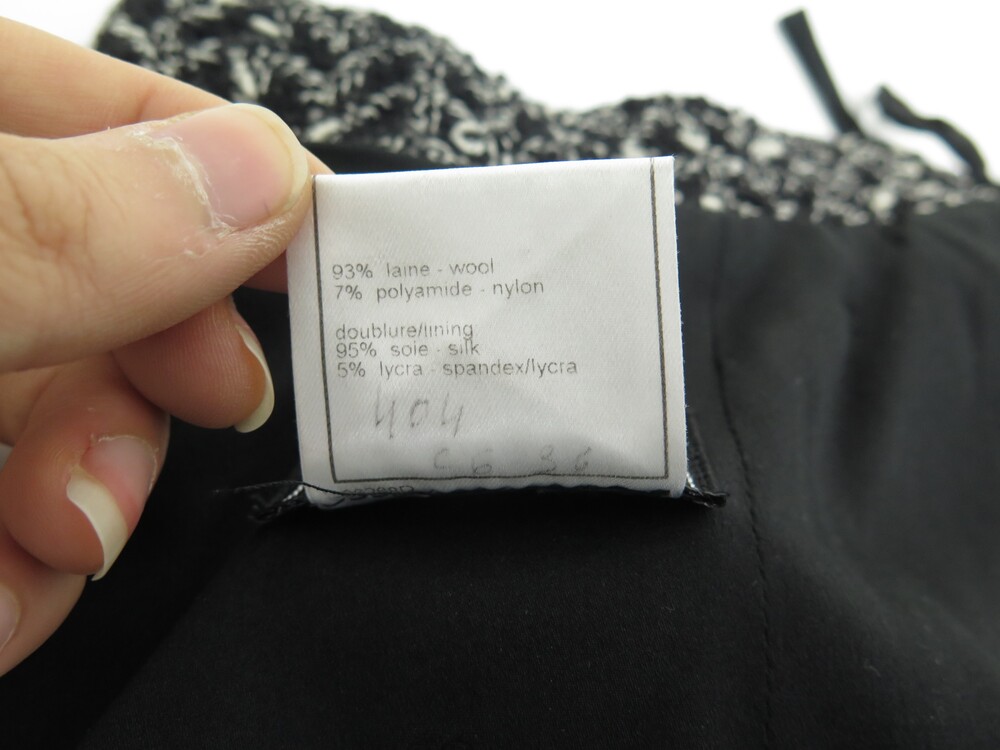 93% laine - wool
7% polyamide - nylon
doublure/lining
95% soie - silk
5% lycra - spandex/lycra
404